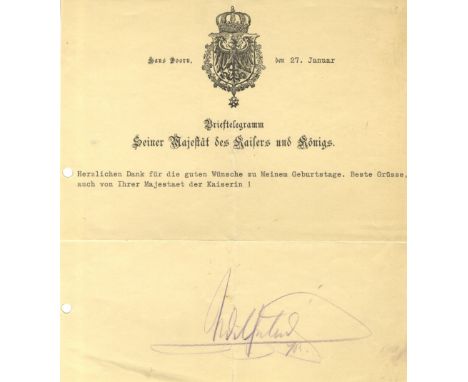 Haus Doorn, den 27. Januar
Brieftelegramm
Seiner Majestät des Kaisers und Königs.
Herzlichen Dank für die guten Wünsche zu Meinem Geburtstage. Beste Grüsse,
auch von Ihrer Majestaet der Kaiserin !
Wilhelm